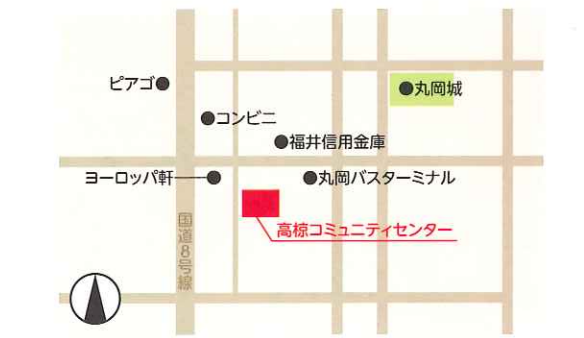 ピアゴ
丸岡城
コンビニ
福井信用金庫
ヨーロッパ軒
丸岡バスターミナル
高椋コミュニティセンター
国道8号線